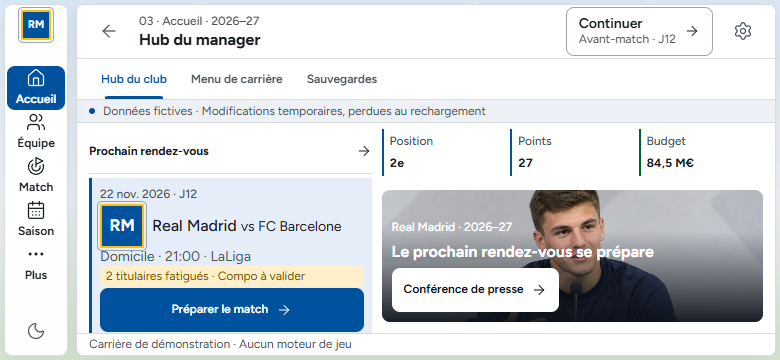 RM
Accueil
Équipe
Match
Saison
Plus
03 · Accueil · 2026–27
Hub du manager
Continuer
Avant-match · J12
Hub du club
Menu de carrière
Sauvegardes
Données fictives · Modifications temporaires, perdues au rechargement
Prochain rendez-vous
22 nov. 2026 · J12
RM
Real Madrid vs FC Barcelone
Domicile · 21:00 · LaLiga
2 titulaires fatigués · Compo à valider
Préparer le match
Position
2e
Points
27
Budget
84,5 M€
Real Madrid · 2026–27
Le prochain rendez-vous se prépare
Conférence de presse
Carrière de démonstration · Aucun moteur de jeu